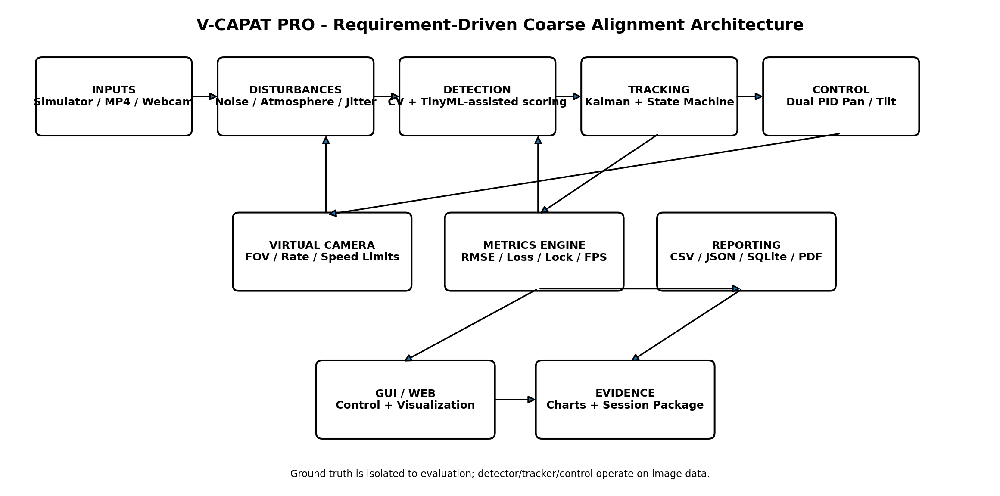 V-CAPAT PRO - Requirement-Driven Coarse Alignment Architecture
INPUTS
Simulator / MP4 / Webcam
DISTURBANCES
Noise / Atmosphere / Jitter
DETECTION
CV + TinyML-assisted scoring
TRACKING
Kalman + State Machine
CONTROL
Dual PID Pan / Tilt
VIRTUAL CAMERA
FOV / Rate / Speed Limits
METRICS ENGINE
RMSE / Loss / Lock / FPS
REPORTING
CSV / JSON / SQLite / PDF
GUI / WEB
Control + Visualization
EVIDENCE
Charts + Session Package
Ground truth is isolated to evaluation; detector/tracker/control operate on image data.